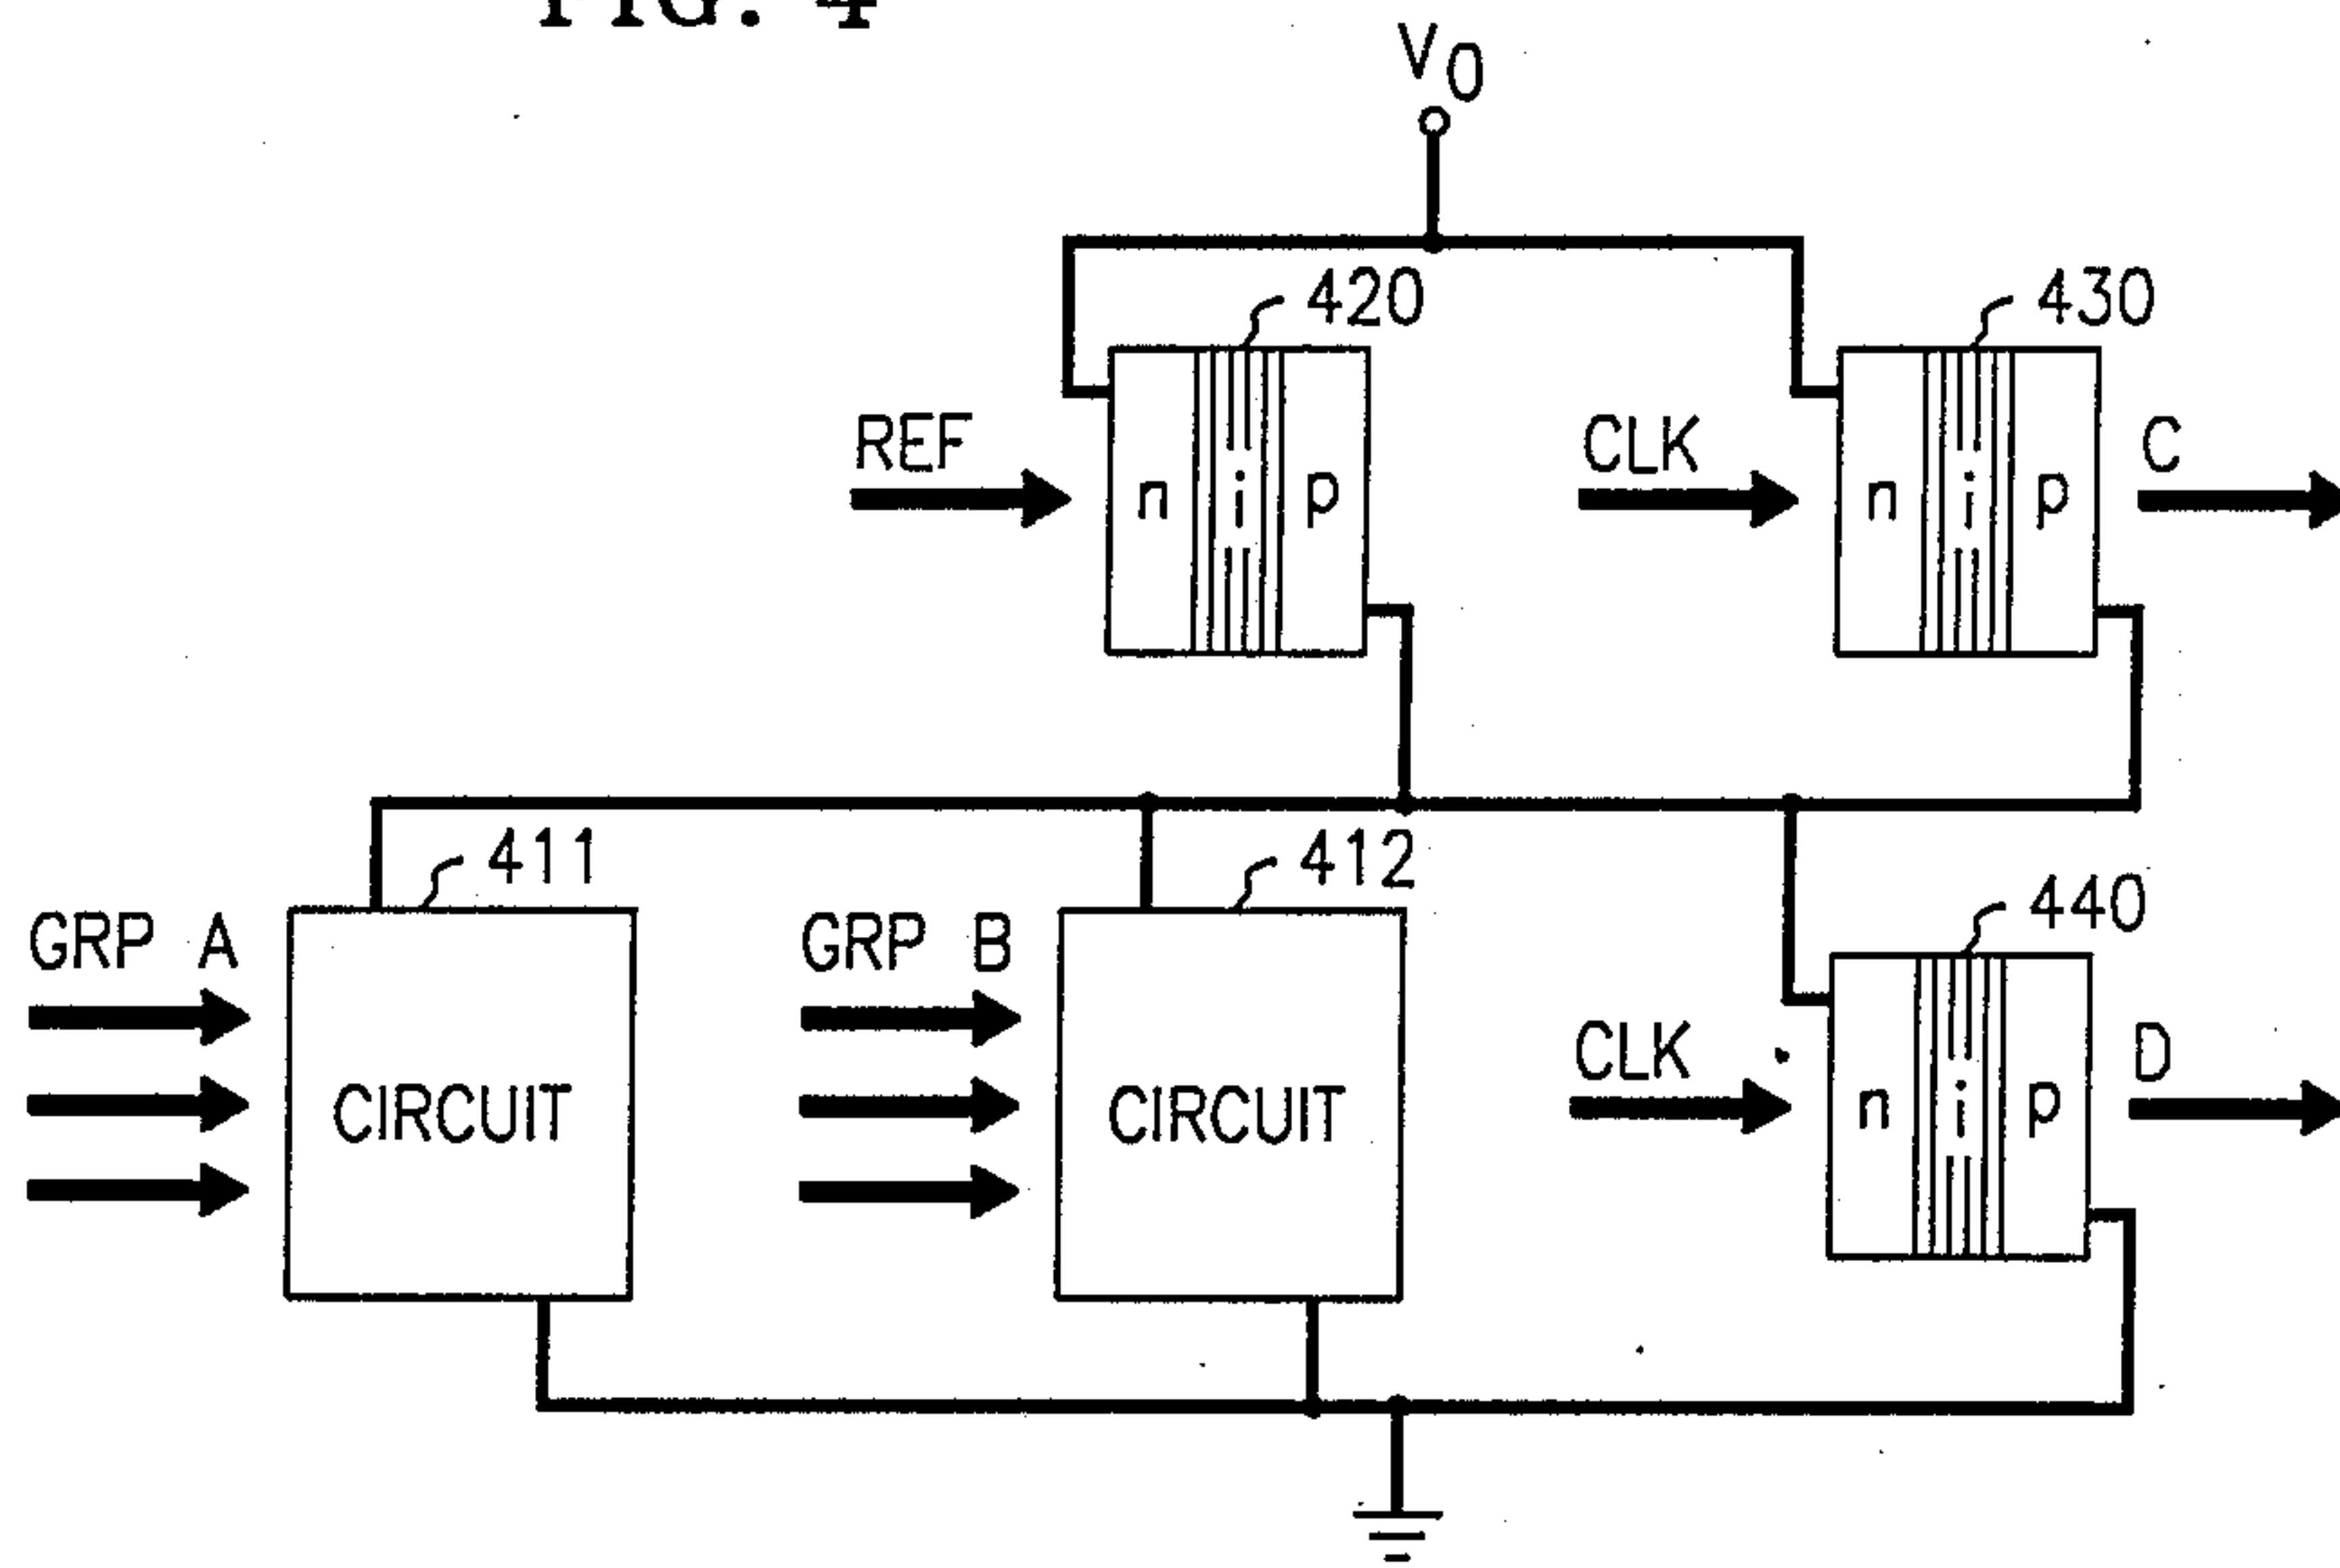 FIG. 4
V0
420
430
REF
n i p
CLK
n i p
C
411
412
440
GRP A
GRP B
CLK
n i p
D
CIRCUIT
CIRCUIT